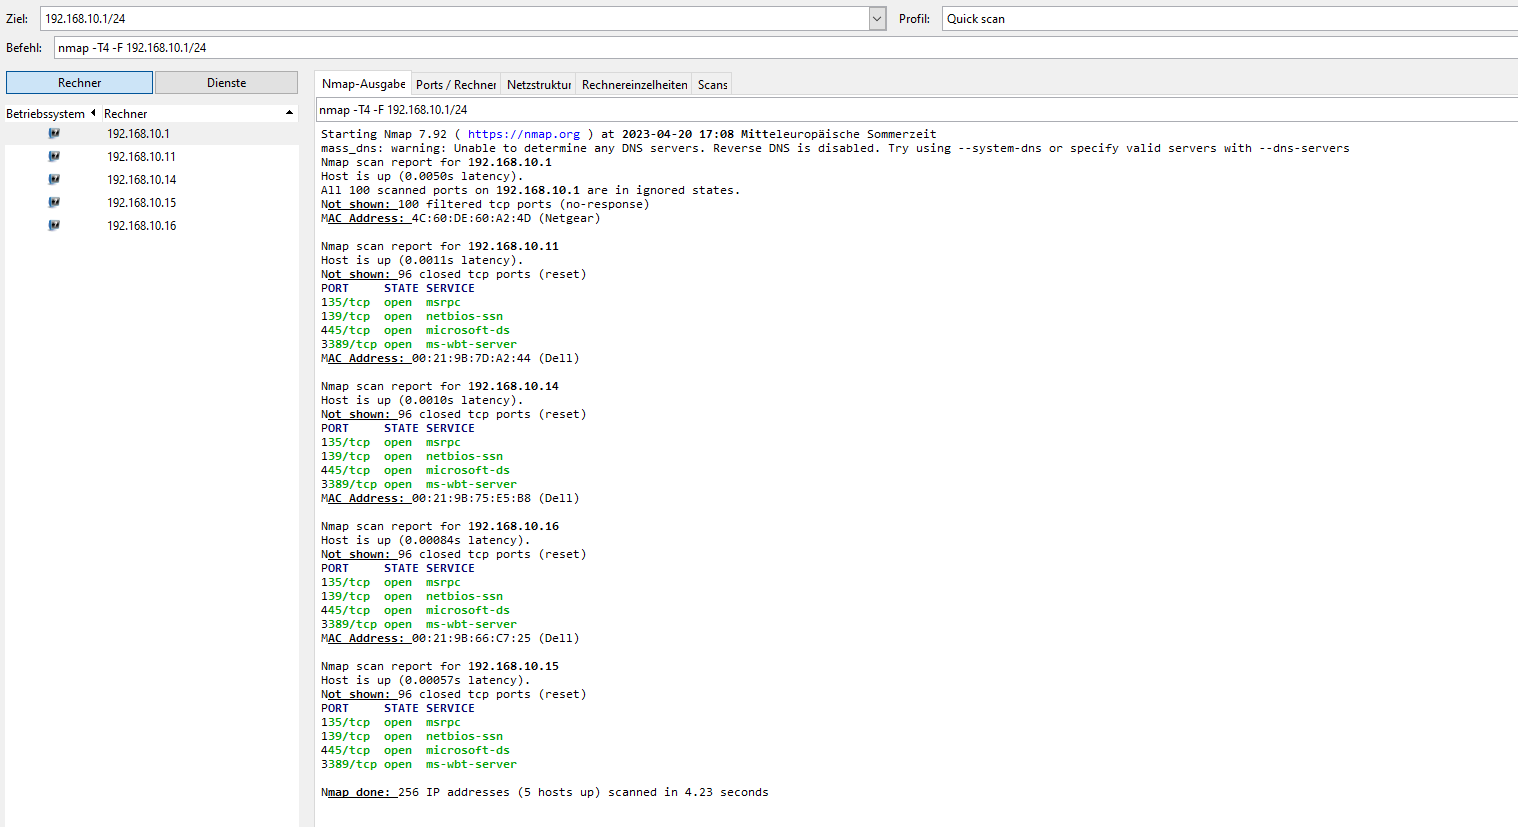 Ziel: 192.168.10.1/24 Profil: Quick scan
Befehl: nmap -T4 -F 192.168.10.1/24
Rechner Dienste
Betriebssystem Rechner
192.168.10.1
192.168.10.11
192.168.10.14
192.168.10.15
192.168.10.16
Nmap-Ausgabe Ports / Rechner Netzstruktur Rechnereinzelheiten Scans
nmap -T4 -F 192.168.10.1/24
Starting Nmap 7.92 ( https://nmap.org ) at 2023-04-20 17:08 Mitteleuropäische Sommerzeit
mass_dns: warning: Unable to determine any DNS servers. Reverse DNS is disabled. Try using --system-dns or specify valid servers with --dns-servers
Nmap scan report for 192.168.10.1
Host is up (0.0050s latency).
All 100 scanned ports on 192.168.10.1 are in ignored states.
Not shown: 100 filtered tcp ports (no-response)
MAC Address: 4C:60:DE:60:A2:4D (Netgear)
Nmap scan report for 192.168.10.11
Host is up (0.0011s latency).
Not shown: 96 closed tcp ports (reset)
PORT STATE SERVICE
135/tcp open msrpc
139/tcp open netbios-ssn
445/tcp open microsoft-ds
3389/tcp open ms-wbt-server
MAC Address: 00:21:9B:7D:A2:44 (Dell)
Nmap scan report for 192.168.10.14
Host is up (0.0010s latency).
Not shown: 96 closed tcp ports (reset)
PORT STATE SERVICE
135/tcp open msrpc
139/tcp open netbios-ssn
445/tcp open microsoft-ds
3389/tcp open ms-wbt-server
MAC Address: 00:21:9B:75:E5:B8 (Dell)
Nmap scan report for 192.168.10.16
Host is up (0.00084s latency).
Not shown: 96 closed tcp ports (reset)
PORT STATE SERVICE
135/tcp open msrpc
139/tcp open netbios-ssn
445/tcp open microsoft-ds
3389/tcp open ms-wbt-server
MAC Address: 00:21:9B:66:C7:25 (Dell)
Nmap scan report for 192.168.10.15
Host is up (0.00057s latency).
Not shown: 96 closed tcp ports (reset)
PORT STATE SERVICE
135/tcp open msrpc
139/tcp open netbios-ssn
445/tcp open microsoft-ds
3389/tcp open ms-wbt-server
Nmap done: 256 IP addresses (5 hosts up) scanned in 4.23 seconds